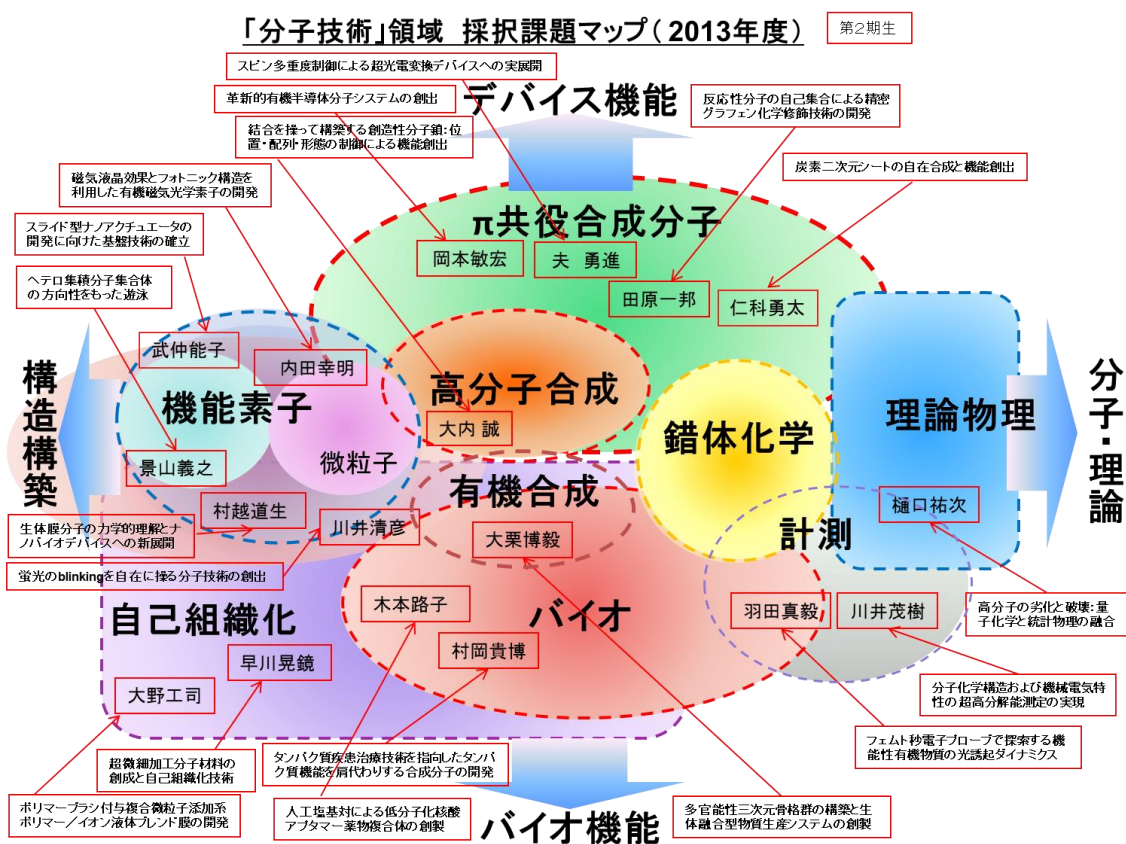 「分子技術」領域 採択課題マップ（2013年度）
第2期生
スピン多重度制御による超光電変換デバイスへの実展開
革新的有機半導体分子システムの創出
結合を操って構築する創造性分子鎖：位
置・配列・形態の制御による機能創出
デバイス機能
反応性分子の自己集合による精密
グラフェン化学修飾技術の開発
炭素二次元シートの自在合成と機能創出
磁気液晶効果とフォトニック構造を
利用した有機磁気光学素子の開発
スライド型ナノアクチュエータの
開発に向けた基盤技術の確立
ヘテロ集積分子集合体
の方向性をもった遊泳
π共役合成分子
岡本敏宏
夫 勇進
田原一邦
仁科勇太
武仲能子
内田幸明
構造構築
機能素子
微粒子
高分子合成
大内 誠
錯体化学
理論物理
分子・理論
景山義之
村越道生
川井清彦
有機合成
大栗博毅
計測
樋口祐次
生体膜分子の力学的理解とナ
ノバイオデバイスへの新展開
蛍光のblinkingを自在に操る分子技術の創出
自己組織化
木本路子
バイオ
羽田真毅
川井茂樹
高分子の劣化と破壊：量
子化学と統計物理の融合
早川晃鏡
村岡貴博
大野工司
分子化学構造および機械電気特
性の超高分解能測定の実現
フェムト秒電子プローブで探索する機
能性有機物質の光誘起ダイナミクス
超微細加工分子材料の
創成と自己組織化技術
タンパク質疾患治療技術を指向したタンパ
ク質機能を肩代わりする合成分子の開発
ポリマーブラシ付与複合微粒子添加系
ポリマー／イオン液体ブレンド膜の開発
人工塩基対による低分子化核酸
アプタマー薬物複合体の創製
バイオ機能
多官能性三次元骨格群の構築と生
体融合型物質生産システムの創製